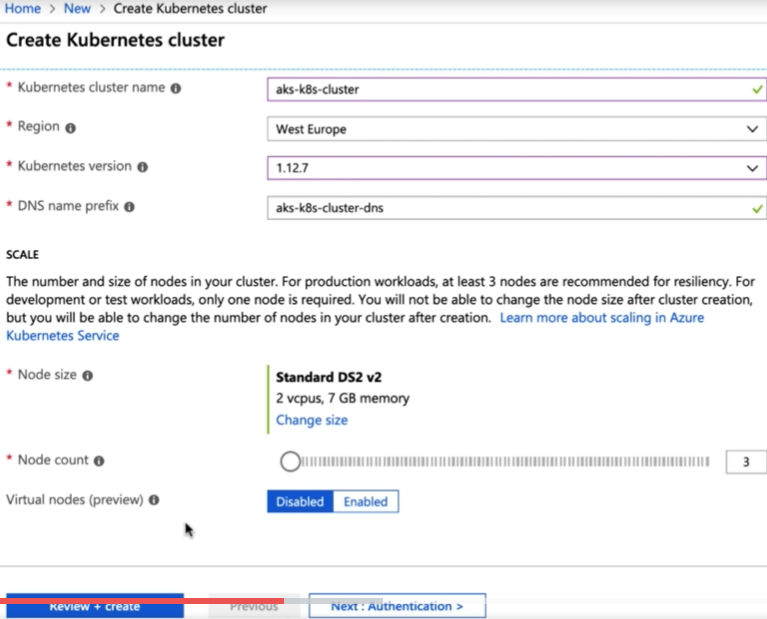 Home > New > Create Kubernetes cluster
Create Kubernetes cluster
* Kubernetes cluster name
aks-k8s-cluster
* Region
West Europe
* Kubernetes version
1.12.7
* DNS name prefix
aks-k8s-cluster-dns
SCALE
The number and size of nodes in your cluster. For production workloads, at least 3 nodes are recommended for resiliency. For
development or test workloads, only one node is required. You will not be able to change the node size after cluster creation,
but you will be able to change the number of nodes in your cluster after creation. Learn more about scaling in Azure
Kubernetes Service
* Node size
Standard DS2 v2
2 vcpus, 7 GB memory
Change size
* Node count
3
Virtual nodes (preview)
Disabled Enabled
Review + create Previous Next : Authentication >